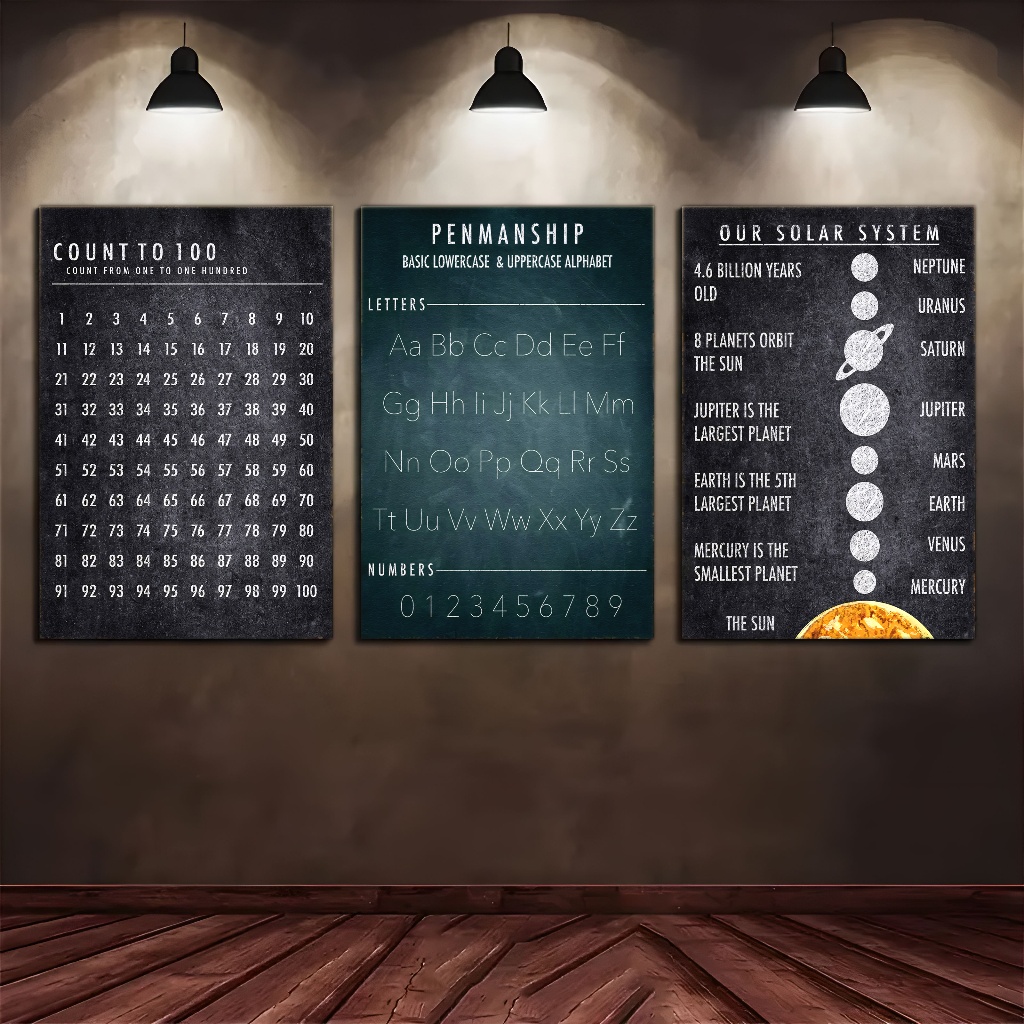 COUNT TO 100
COUNT FROM ONE TO ONE HUNDRED
1 2 3 4 5 6 7 8 9 10
11 12 13 14 15 16 17 18 19 20
21 22 23 24 25 26 27 28 29 30
31 32 33 34 35 36 37 38 39 40
41 42 43 44 45 46 47 48 49 50
51 52 53 54 55 56 57 58 59 60
61 62 63 64 65 66 67 68 69 70
71 72 73 74 75 76 77 78 79 80
81 82 83 84 85 86 87 88 89 90
91 92 93 94 95 96 97 98 99 100
PENMANSHIP
BASIC LOWERCASE & UPPERCASE ALPHABET
LETTERS
Aa Bb Cc Dd Ee Ff
Gg Hh Ii Jj Kk Ll Mm
Nn Oo Pp Qq Rr Ss
Tt Uu Vv Ww Xx Yy Zz
NUMBERS
0 1 2 3 4 5 6 7 8 9
OUR SOLAR SYSTEM
4.6 BILLION YEARS
OLD
8 PLANETS ORBIT
THE SUN
JUPITER IS THE
LARGEST PLANET
EARTH IS THE 5TH
LARGEST PLANET
MERCURY IS THE
SMALLEST PLANET
THE SUN
NEPTUNE
URANUS
SATURN
JUPITER
MARS
EARTH
VENUS
MERCURY